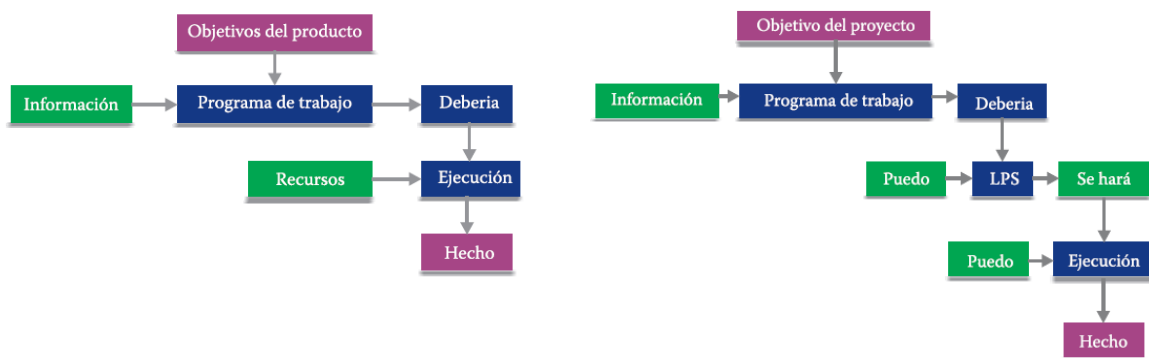 Objetivos del producto
Información
Programa de trabajo
Deberia
Recursos
Ejecución
Hecho
Objetivo del proyecto
Información
Programa de trabajo
Deberia
Puedo
LPS
Se hará
Puedo
Ejecución
Hecho